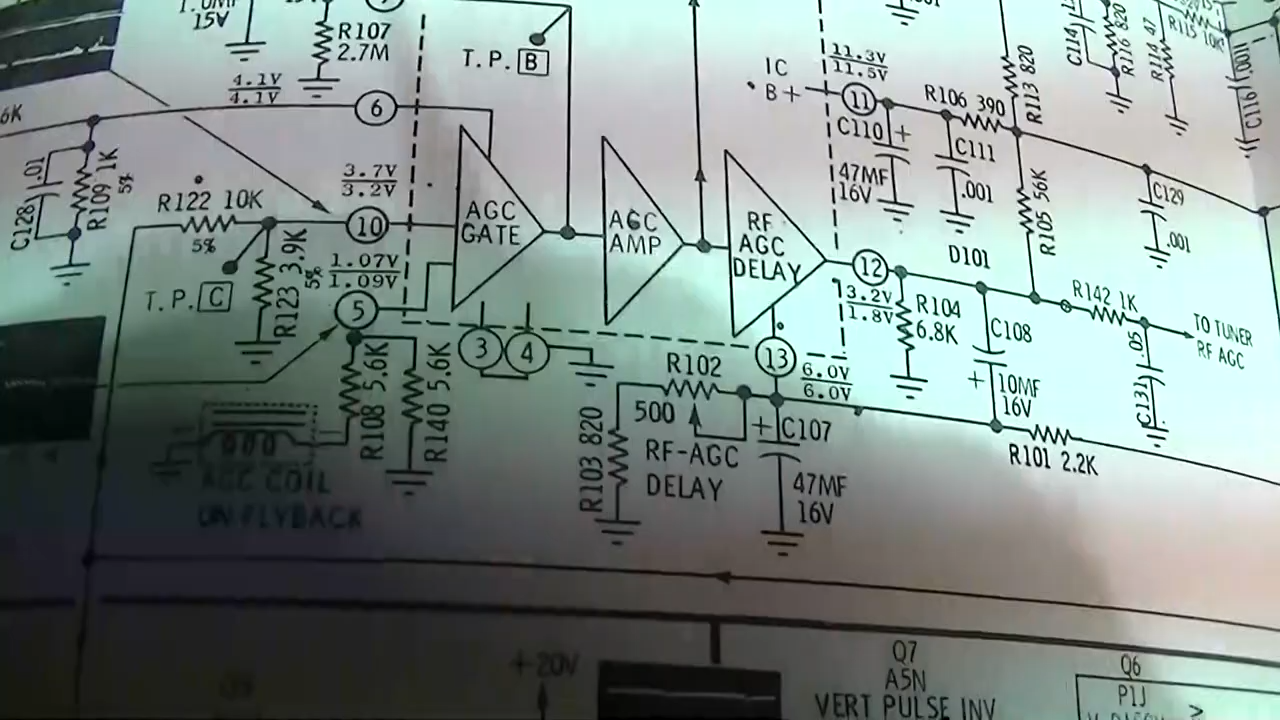 15V
R107
2.7M
T.P. B
11.3V
11.5V
IC
B+
11
R106 390
R113 820
C114
R116 820
R114 47
R115 10K
C116 .001
4.1V
4.1V
6
6K
C110
+
47MF
16V
C111
.001
C128 .01
R109 1K
5%
3.7V
3.2V
R122 10K
5%
10
AGC
GATE
AGC
AMP
RF
AGC
DELAY
R105 56K
C129
.001
D101
12
3.2V
1.8V
R104
6.8K
R123 3.9K
5%
1.07V
1.09V
T.P. C
5
3
4
13
6.0V
6.0V
C108
+
10MF
16V
R142 1K
TO TUNER
RF AGC
C131 .05
R108 5.6K
R140 5.6K
R102
500
RF-AGC
DELAY
R103 820
+
C107
47MF
16V
R101 2.2K
AGC COIL
ON FLYBACK
+20V
Q7
A5N
VERT PULSE INV
Q6
P1J